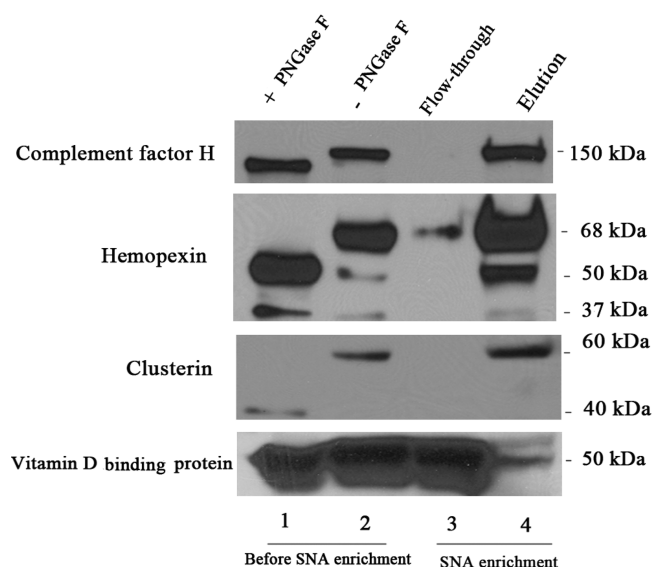 + PNGase F
- PNGase F
Flow-through
Elution
Complement factor H
- 150 kDa
Hemopexin
- 68 kDa
- 50 kDa
- 37 kDa
Clusterin
- 60 kDa
- 40 kDa
Vitamin D binding protein
- 50 kDa
1 2 3 4
Before SNA enrichment SNA enrichment